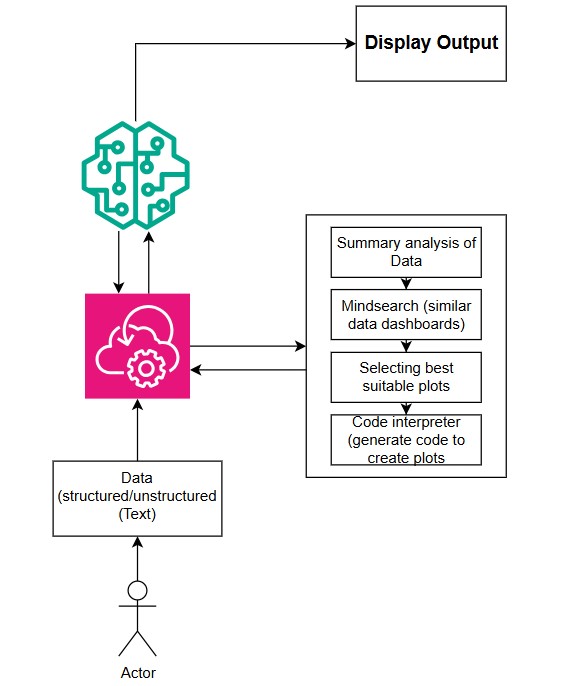 Display Output
Summary analysis of
Data
Mindsearch (similar
data dashboards)
Selecting best
suitable plots
Code interpreter
(generate code to
create plots
Data
(structured/unstructured
(Text)
Actor